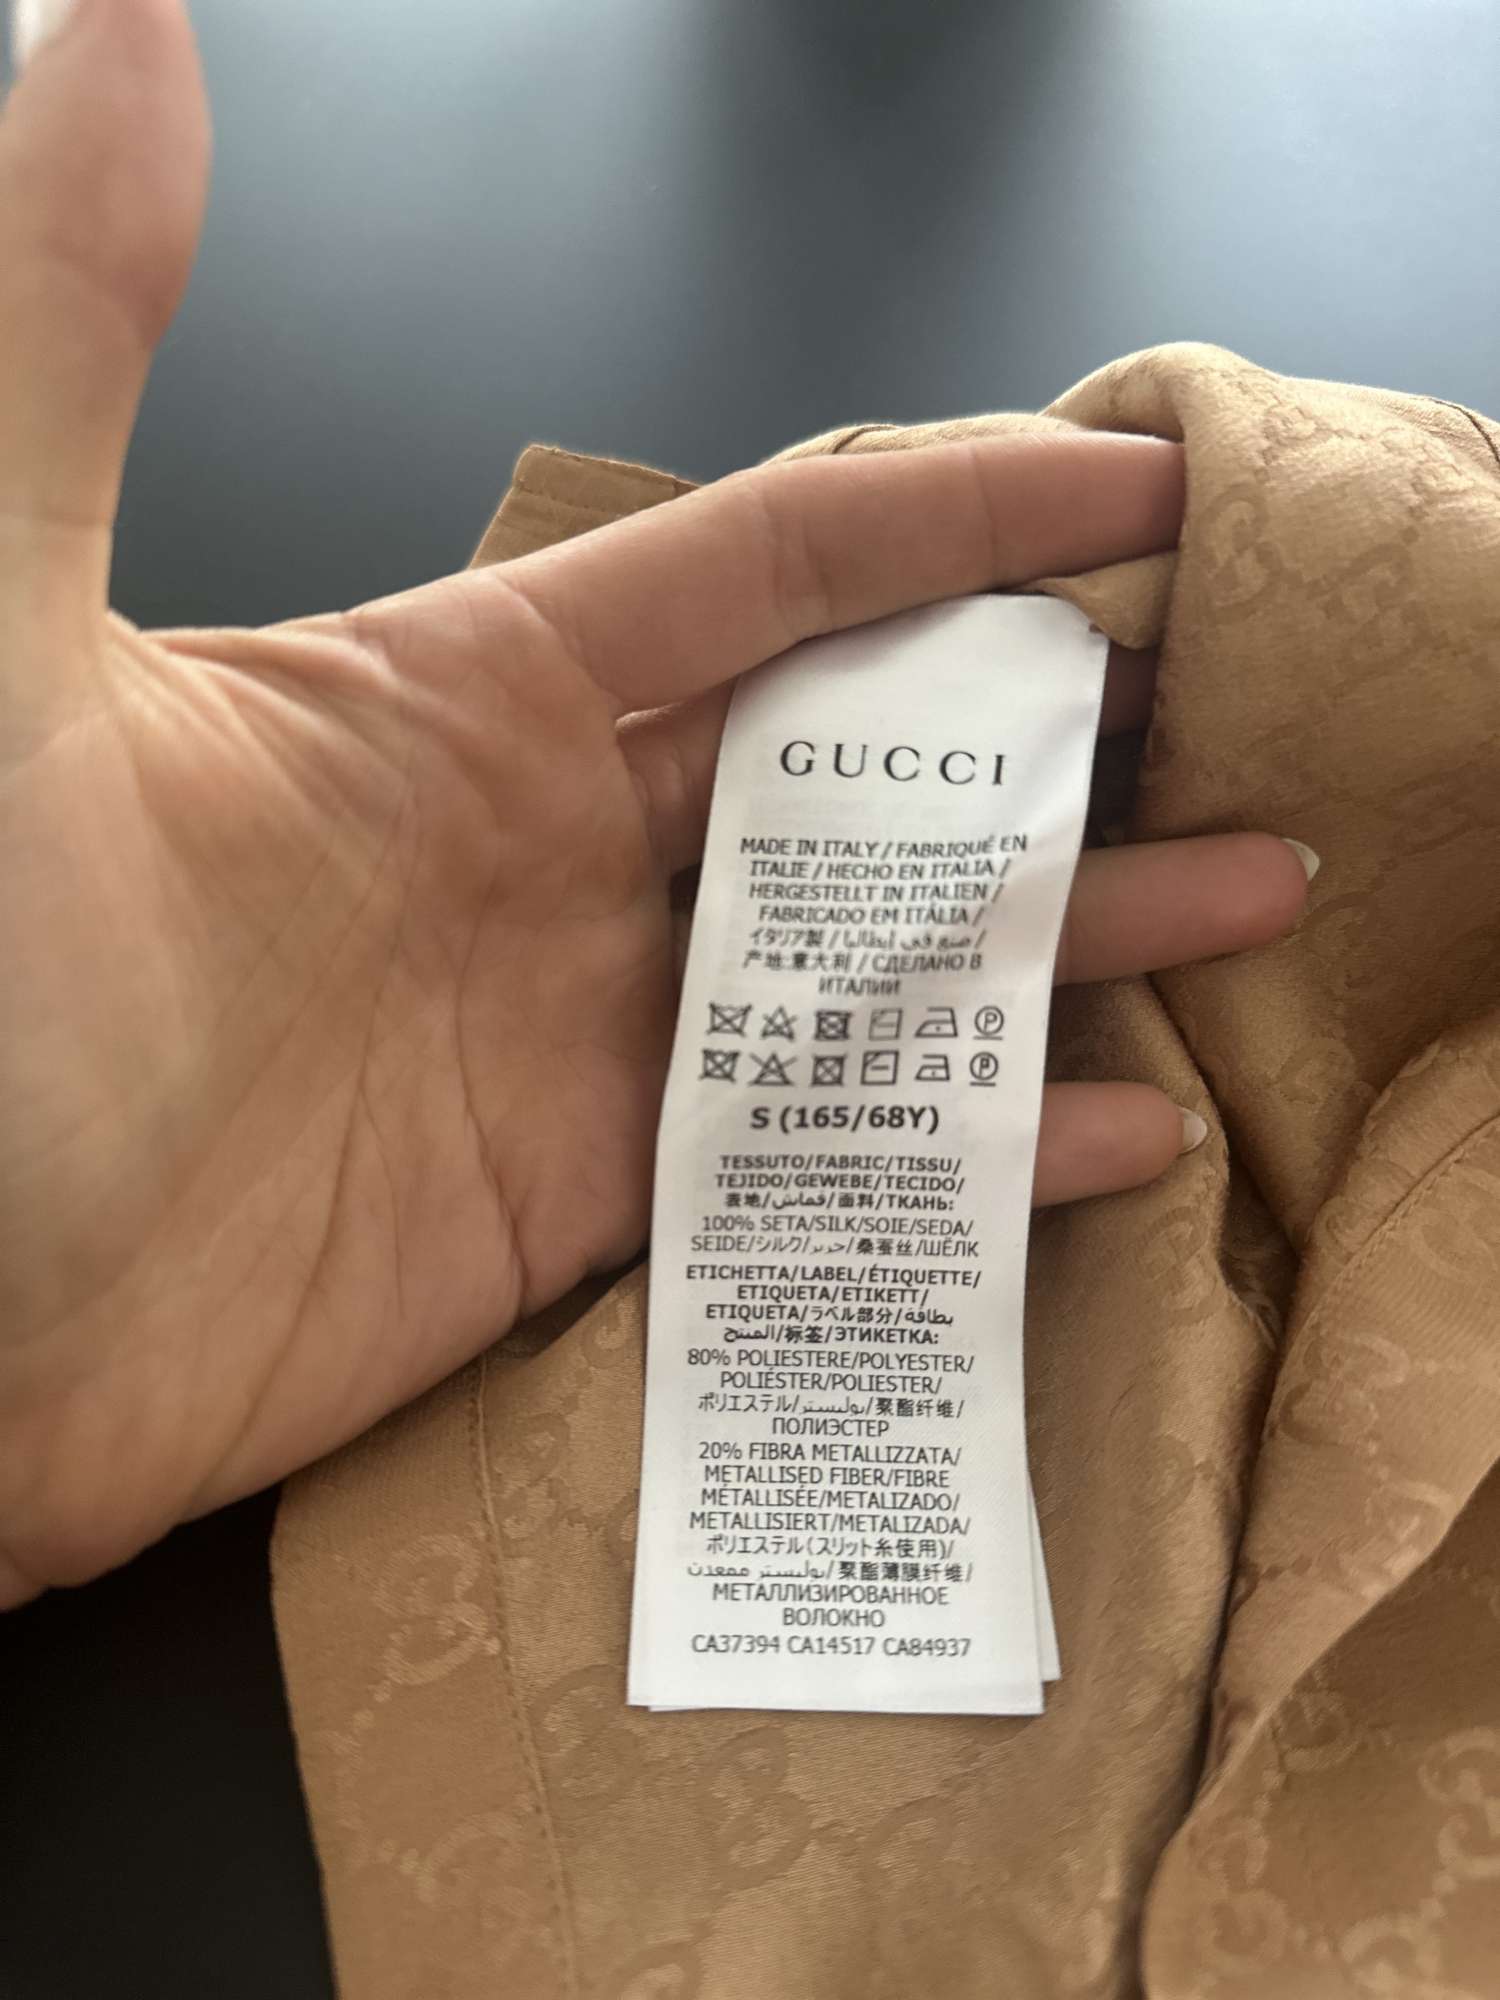 GUCCI
MADE IN ITALY / FABRIQUÉ EN
ITALIE / HECHO EN ITALIA /
HERGESTELLT IN ITALIEN /
FABRICADO EM ITÁLIA /
イタリア製 / صنع في إيطاليا /
产地:意大利 / СДЕЛАНО В
ИТАЛИИ
P
P
S (165/68Y)
TESSUTO/FABRIC/TISSU/
TEJIDO/GEWEBE/TECIDO/
表地/قماش/面料/ТКАНЬ:
100% SETA/SILK/SOIE/SEDA/
SEIDE/シルク/حرير/桑蚕丝/ШЁЛК
ETICHETTA/LABEL/ÉTIQUETTE/
ETIQUETA/ETIKETT/
ETIQUETA/ラベル部分/بطاقة
المنتج/标签/ЭТИКЕТКА:
80% POLIESTERE/POLYESTER/
POLIÉSTER/POLIESTER/
ポリエステル/بوليستر/聚酯纤维/
ПОЛИЭСТЕР
20% FIBRA METALLIZZATA/
METALLISED FIBER/FIBRE
MÉTALLISÉE/METALIZADO/
METALLISIERT/METALIZADA/
ポリエステル(スリット糸使用)/
بوليستر ممعدن/聚酯薄膜纤维/
МЕТАЛЛИЗИРОВАННОЕ
ВОЛОКНО
CA37394 CA14517 CA84937